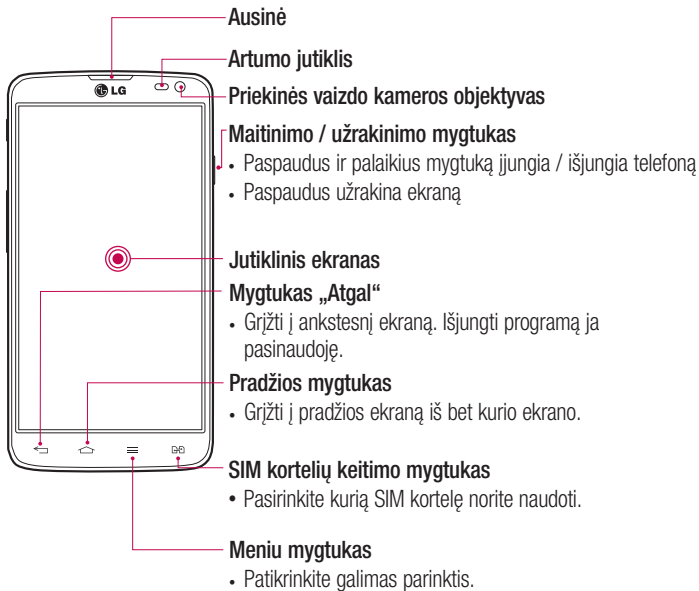 Ausinė
Artumo jutiklis
LG
Priekinės vaizdo kameros objektyvas
Maitinimo / užrakinimo mygtukas
• Paspaudus ir palaikius mygtuką įjungia / išjungia telefoną
• Paspaudus užrakina ekraną
Jutiklinis ekranas
Mygtukas „Atgal“
• Grįžti į ankstesnį ekraną. Išjungti programą ja
pasinaudoję.
Pradžios mygtukas
• Grįžti į pradžios ekraną iš bet kurio ekrano.
SIM kortelių keitimo mygtukas
• Pasirinkite kurią SIM kortelę norite naudoti.
Meniu mygtukas
• Patikrinkite galimas parinktis.